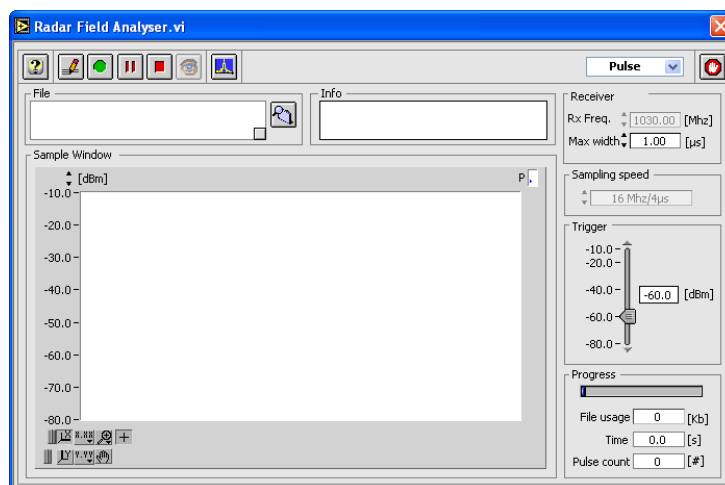 Radar Field Analyser.vi
Pulse
File
Info
Receiver
Rx Freq. 1030.00 [Mhz]
Max width 1.00 [µs]
Sample Window
[dBm] P
-10.0
-20.0
-30.0
-40.0
-50.0
-60.0
-70.0
-80.0
Sampling speed
16 Mhz/4µs
Trigger
-10.0
-20.0
-40.0
-60.0
-80.0
-60.0 [dBm]
Progress
File usage 0 [Kb]
Time 0.0 [s]
Pulse count 0 [#]
X X.XX
Y Y.YY